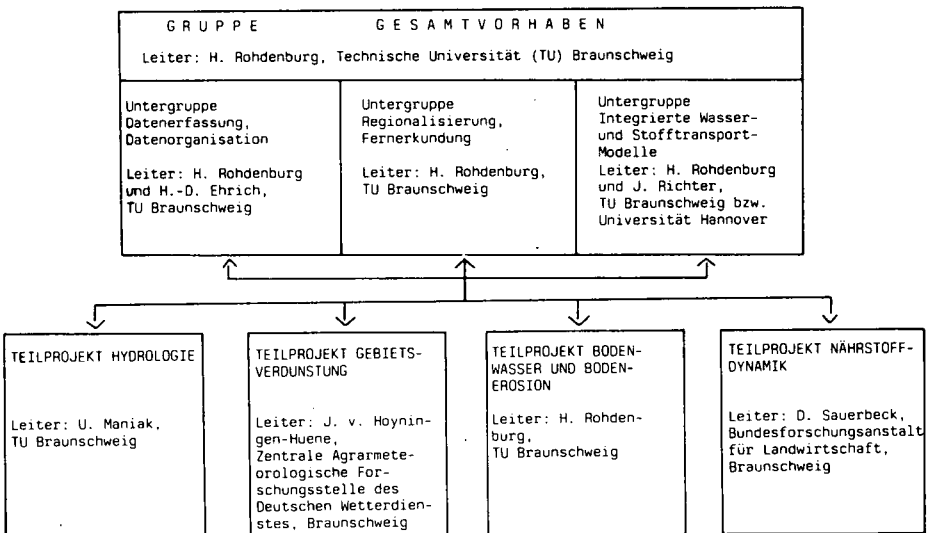 GRUPPE GESAMTVORHABEN
Leiter: H. Rohdenburg, Technische Universität (TU) Braunschweig
Untergruppe
Datenerfassung,
Datenorganisation
Leiter: H. Rohdenburg
und H.-D. Ehrich,
TU Braunschweig
Untergruppe
Regionalisierung,
Fernerkundung
Leiter: H. Rohdenburg,
TU Braunschweig
Untergruppe
Integrierte Wasser-
und Stofftransport-
Modelle
Leiter: H. Rohdenburg
und J. Richter,
TU Braunschweig bzw.
Universität Hannover
TEILPROJEKT HYDROLOGIE
Leiter: U. Maniak,
TU Braunschweig
TEILPROJEKT GEBIETS-
VERDUNSTUNG
Leiter: J. v. Hoynin-
gen-Huene,
Zentrale Agrarmete-
orologische For-
schungsstelle des
Deutschen Wetterdien-
stes, Braunschweig
TEILPROJEKT BODEN-
WASSER UND BODEN-
EROSION
Leiter: H. Rohden-
burg,
TU Braunschweig
TEILPROJEKT NÄHRSTOFF-
DYNAMIK
Leiter: D. Sauerbeck,
Bundesforschungsanstalt
für Landwirtschaft,
Braunschweig